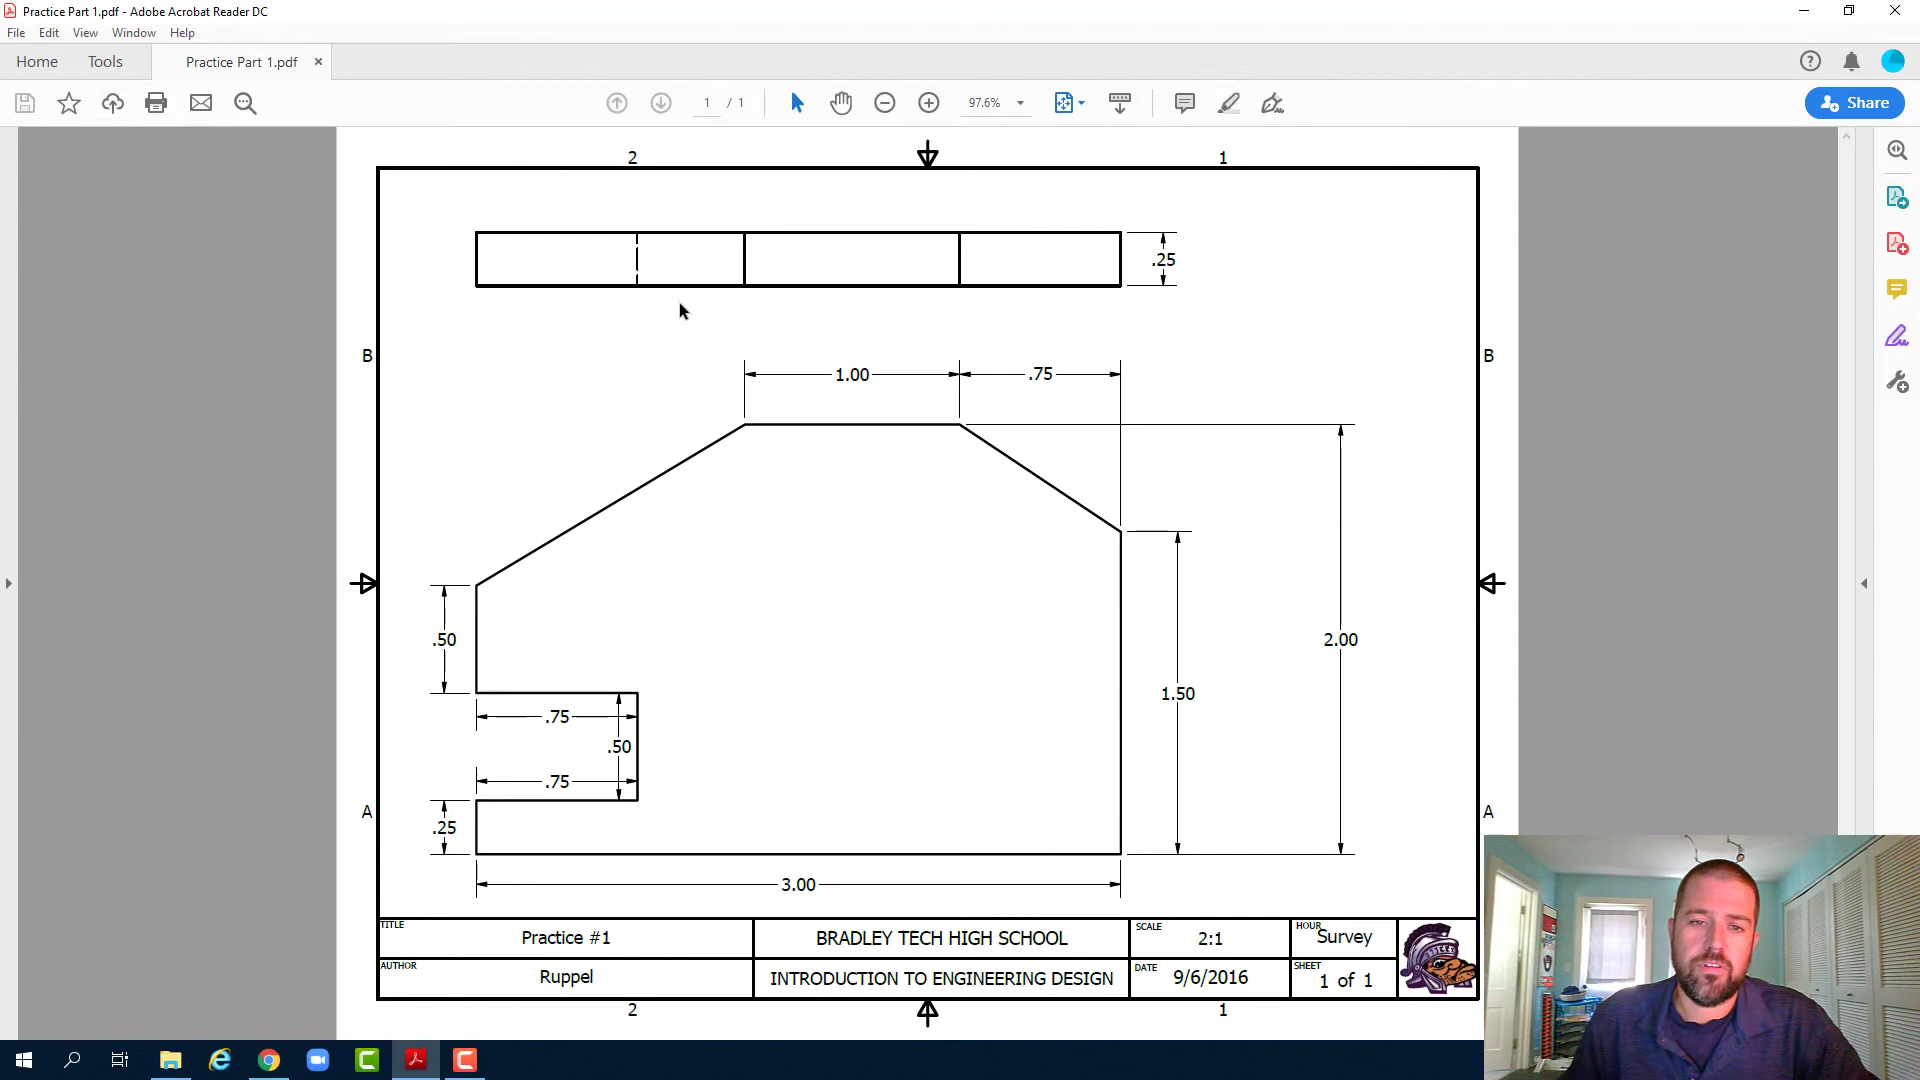 Practice Part 1.pdf - Adobe Acrobat Reader DC
File Edit View Window Help
Home Tools Practice Part 1.pdf
1 / 1 97.6% Share
2 1
.25
B B
1.00 .75
.50
2.00
1.50
.75
.50
.75
A A
.25
3.00
TITLE Practice #1 BRADLEY TECH HIGH SCHOOL SCALE 2:1 HOUR Survey
AUTHOR Ruppel INTRODUCTION TO ENGINEERING DESIGN DATE 9/6/2016 SHEET 1 of 1
2 1